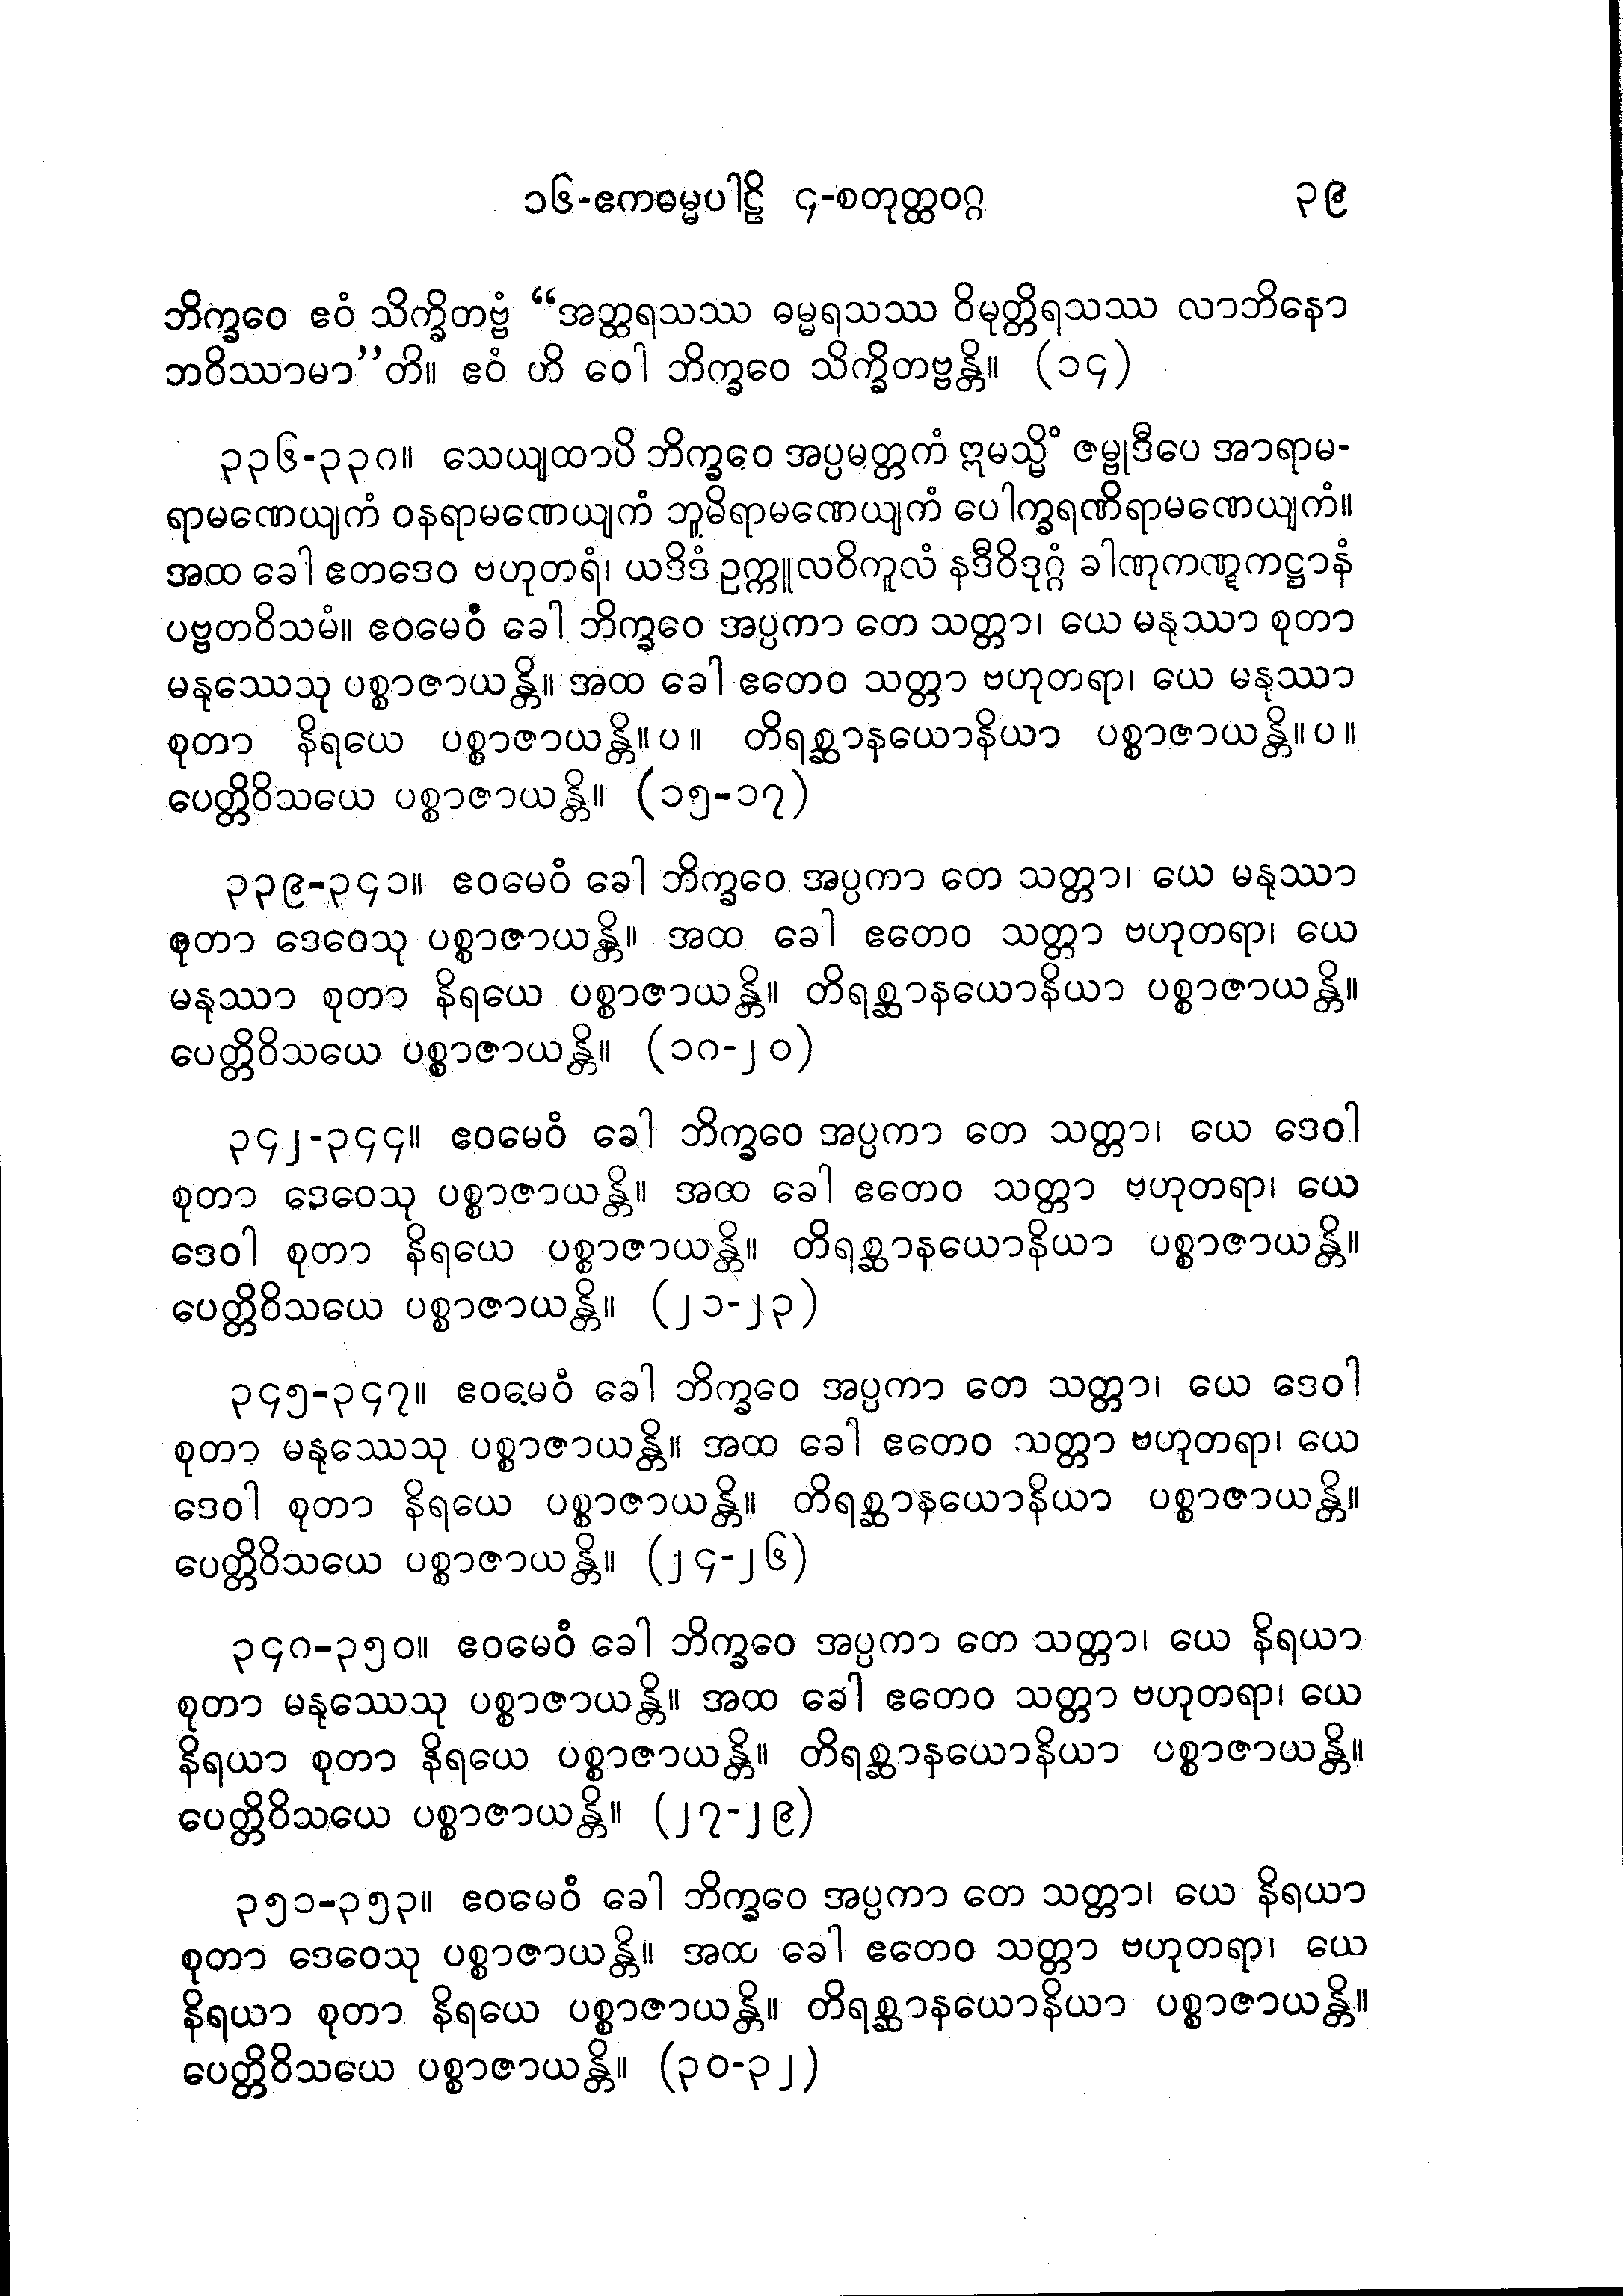 ၁၆-ဧကဓမ္မပါဠိ ၄-စတုတ္ထဝဂ္ဂ ၃၉
ဘိက္ခဝေ ဧဝံ သိက္ခိတဗ္ဗံ “အတ္ထရသဿ ဓမ္မရသဿ ဝိမုတ္တိရသဿ လာဘိနော
ဘဝိဿာမာ’’တိ။ ဧဝံ ဟိ ဝေါ ဘိက္ခဝေ သိက္ခိတဗ္ဗန္တိ။ (၁၄)
၃၃၆-၃၃၈။ သေယျထာပိ ဘိက္ခဝေ အပ္ပမတ္တကံ ဣမသ္မိံ ဇမ္ဗုဒီပေ အာရာမ-
ရာမဏေယျကံ ဝနရာမဏေယျကံ ဘူမိရာမဏေယျကံ ပေါက္ခရဏိရာမဏေယျကံ။
အထ ခေါ ဧတဒေဝ ဗဟုတရံ၊ ယဒိဒံ ဥက္ကူလဝိကူလံ နဒီဝိဒုဂ္ဂံ ခါဏုကဏ္ဋကဋ္ဌာနံ
ပဗ္ဗတဝိသမံ။ ဧဝမေဝံ ခေါ ဘိက္ခဝေ အပ္ပကာ တေ သတ္တာ၊ ယေ မနုဿာ စုတာ
မနုဿေသု ပစ္စာဇာယန္တိ။ အထ ခေါ ဧတေဝ သတ္တာ ဗဟုတရာ၊ ယေ မနုဿာ
စုတာ နိရယေ ပစ္စာဇာယန္တိ။ပ။ တိရစ္ဆာနယောနိယာ ပစ္စာဇာယန္တိ။ပ။
ပေတ္တိဝိသယေ ပစ္စာဇာယန္တိ။ (၁၅-၁၇)
၃၃၉-၃၄၁။ ဧဝမေဝံ ခေါ ဘိက္ခဝေ အပ္ပကာ တေ သတ္တာ၊ ယေ မနုဿာ
စုတာ ဒေဝေသု ပစ္စာဇာယန္တိ။ အထ ခေါ ဧတေဝ သတ္တာ ဗဟုတရာ၊ ယေ
မနုဿာ စုတာ နိရယေ ပစ္စာဇာယန္တိ။ တိရစ္ဆာနယောနိယာ ပစ္စာဇာယန္တိ။
ပေတ္တိဝိသယေ ပစ္စာဇာယန္တိ။ (၁၈-၂၀)
၃၄၂-၃၄၄။ ဧဝမေဝံ ခေါ ဘိက္ခဝေ အပ္ပကာ တေ သတ္တာ၊ ယေ ဒေဝါ
စုတာ ဒေဝေသု ပစ္စာဇာယန္တိ။ အထ ခေါ ဧတေဝ သတ္တာ ဗဟုတရာ၊ ယေ
ဒေဝါ စုတာ နိရယေ ပစ္စာဇာယန္တိ။ တိရစ္ဆာနယောနိယာ ပစ္စာဇာယန္တိ။
ပေတ္တိဝိသယေ ပစ္စာဇာယန္တိ။ (၂၁-၂၃)
၃၄၅-၃၄၇။ ဧဝမေဝံ ခေါ ဘိက္ခဝေ အပ္ပကာ တေ သတ္တာ၊ ယေ ဒေဝါ
စုတာ မနုဿေသု ပစ္စာဇာယန္တိ။ အထ ခေါ ဧတေဝ သတ္တာ ဗဟုတရာ၊ ယေ
ဒေဝါ စုတာ နိရယေ ပစ္စာဇာယန္တိ။ တိရစ္ဆာနယောနိယာ ပစ္စာဇာယန္တိ။
ပေတ္တိဝိသယေ ပစ္စာဇာယန္တိ။ (၂၄-၂၆)
၃၄၈-၃၅၀။ ဧဝမေဝံ ခေါ ဘိက္ခဝေ အပ္ပကာ တေ သတ္တာ၊ ယေ နိရယာ
စုတာ မနုဿေသု ပစ္စာဇာယန္တိ။ အထ ခေါ ဧတေဝ သတ္တာ ဗဟုတရာ၊ ယေ
နိရယာ စုတာ နိရယေ ပစ္စာဇာယန္တိ။ တိရစ္ဆာနယောနိယာ ပစ္စာဇာယန္တိ။
ပေတ္တိဝိသယေ ပစ္စာဇာယန္တိ။ (၂၇-၂၉)
၃၅၁-၃၅၃။ ဧဝမေဝံ ခေါ ဘိက္ခဝေ အပ္ပကာ တေ သတ္တာ၊ ယေ နိရယာ
စုတာ ဒေဝေသု ပစ္စာဇာယန္တိ။ အထ ခေါ ဧတေဝ သတ္တာ ဗဟုတရာ၊ ယေ
နိရယာ စုတာ နိရယေ ပစ္စာဇာယန္တိ။ တိရစ္ဆာနယောနိယာ ပစ္စာဇာယန္တိ။
ပေတ္တိဝိသယေ ပစ္စာဇာယန္တိ။ (၃၀-၃၂)